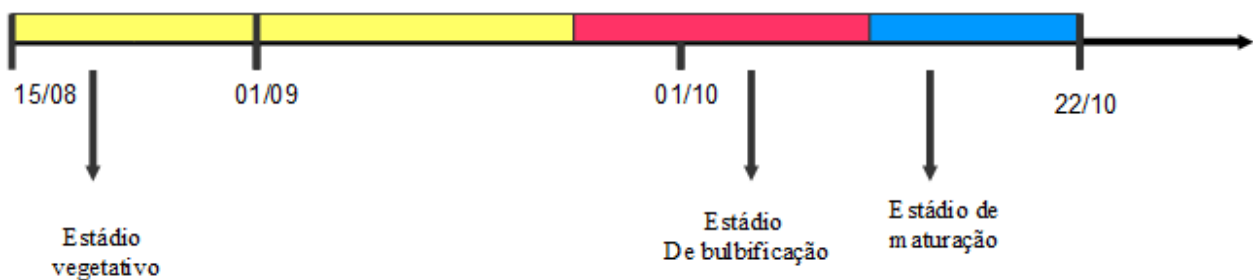 15/08
01/09
01/10
22/10
Estádio
vegetativo
Estádio
De bulbificação
Estádio de
maturação